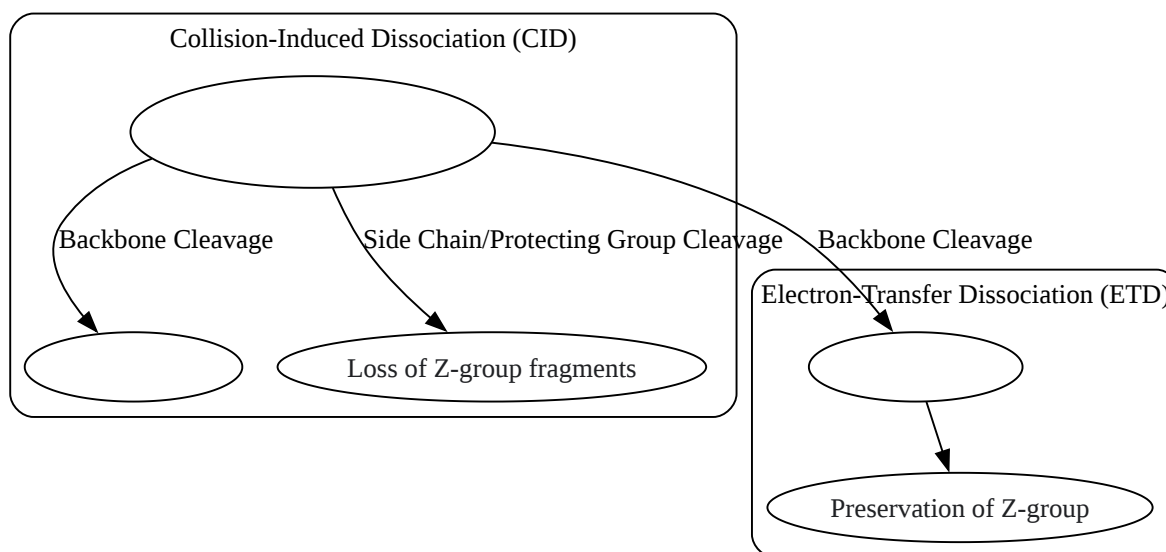 Collision-Induced Dissociation (CID)
Backbone Cleavage
Side Chain/Protecting Group Cleavage
Backbone Cleavage
Electron-Transfer Dissociation (ETD)
Loss of Z-group fragments
Preservation of Z-group